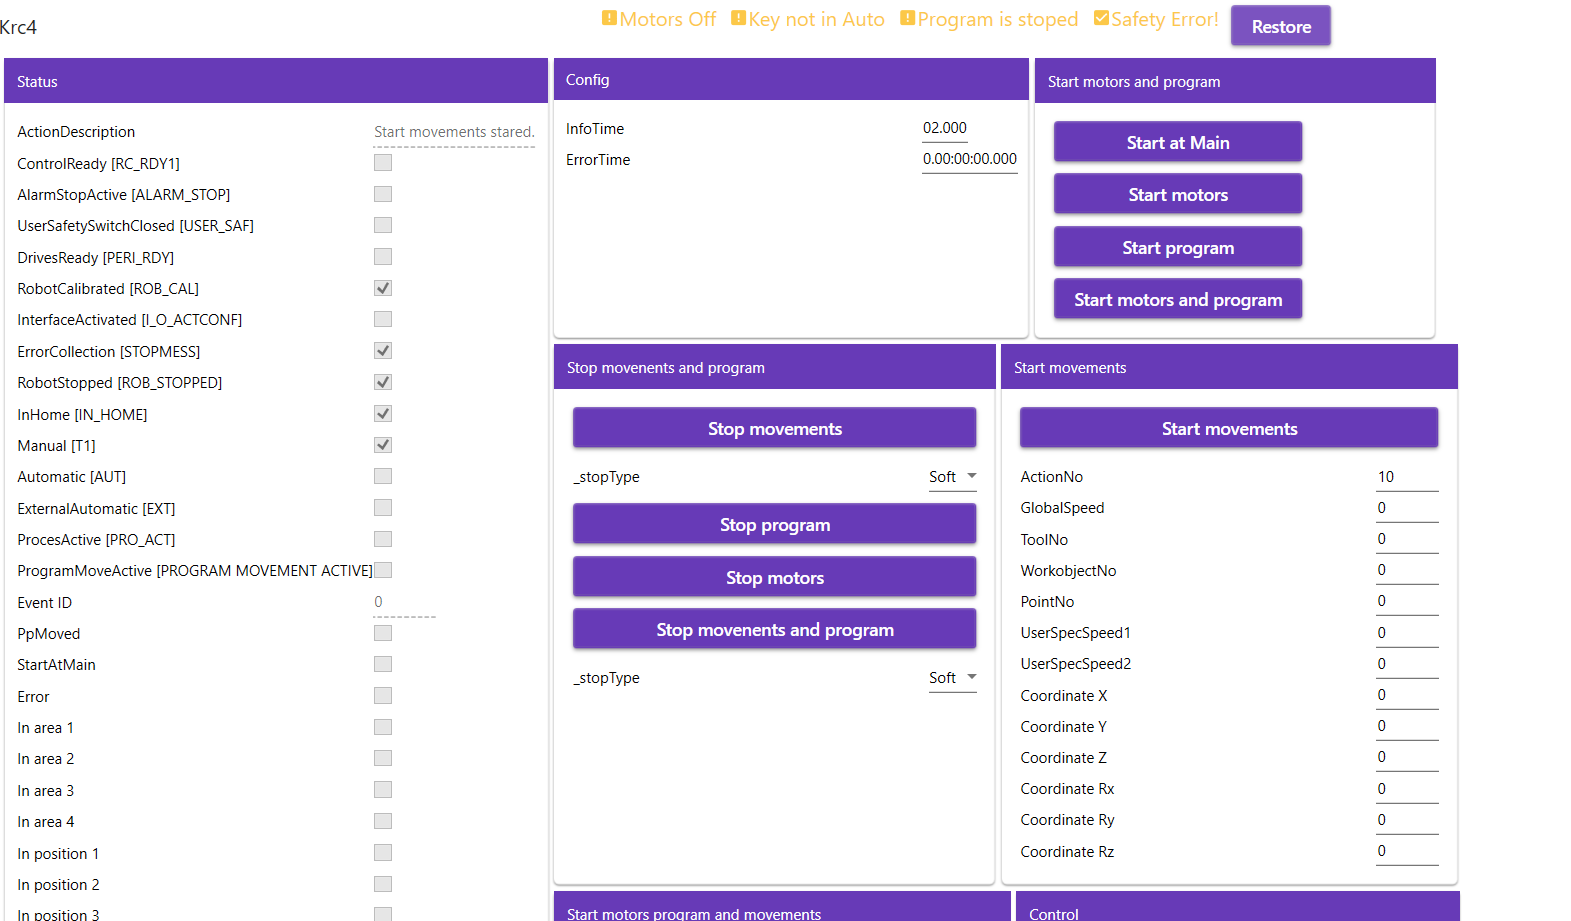 Krc4
Motors Off Key not in Auto Program is stoped Safety Error! Restore
Status
ActionDescription Start movements stared.
ControlReady [RC_RDY1]
AlarmStopActive [ALARM_STOP]
UserSafetySwitchClosed [USER_SAF]
DrivesReady [PERI_RDY]
RobotCalibrated [ROB_CAL]
InterfaceActivated [I_O_ACTCONF]
ErrorCollection [STOPMESS]
RobotStopped [ROB_STOPPED]
InHome [IN_HOME]
Manual [T1]
Automatic [AUT]
ExternalAutomatic [EXT]
ProcesActive [PRO_ACT]
ProgramMoveActive [PROGRAM MOVEMENT ACTIVE]
Event ID 0
PpMoved
StartAtMain
Error
In area 1
In area 2
In area 3
In area 4
In position 1
In position 2
In position 3
Config
InfoTime 02.000
ErrorTime 0.00:00:00.000
Start motors and program
Start at Main
Start motors
Start program
Start motors and program
Stop movenents and program
Stop movements
_stopType Soft
Stop program
Stop motors
Stop movenents and program
_stopType Soft
Start movements
Start movements
ActionNo 10
GlobalSpeed 0
ToolNo 0
WorkobjectNo 0
PointNo 0
UserSpecSpeed1 0
UserSpecSpeed2 0
Coordinate X 0
Coordinate Y 0
Coordinate Z 0
Coordinate Rx 0
Coordinate Ry 0
Coordinate Rz 0
Start motors program and movements
Control